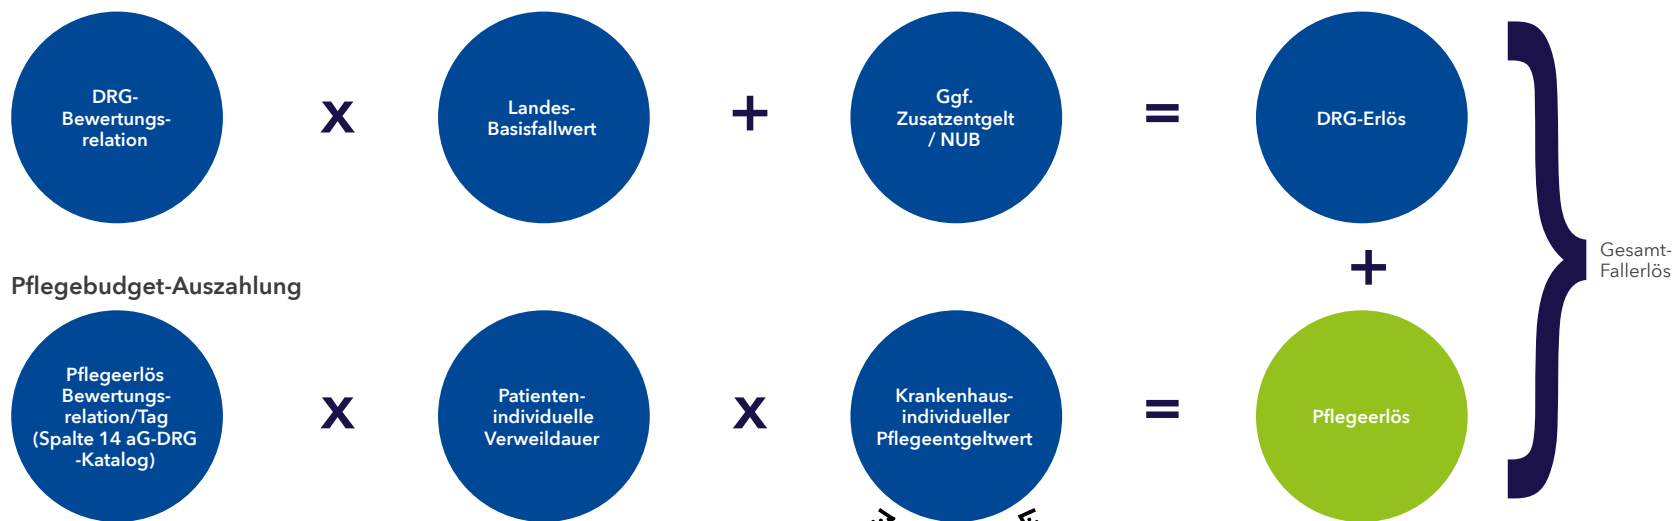 DRG-
Bewertungs-
relation
x
Landes-
Basisfallwert
+
Ggf.
Zusatzentgelt
/ NUB
=
DRG-Erlös
+
Gesamt-
Fallerlös
Pflegebudget-Auszahlung
Pflegeerlös
Bewertungs-
relation/Tag
(Spalte 14 aG-DRG
-Katalog)
x
Patienten-
individuelle
Verweildauer
x
Krankenhaus-
individueller
Pflegeentgeltwert
=
Pflegeerlös